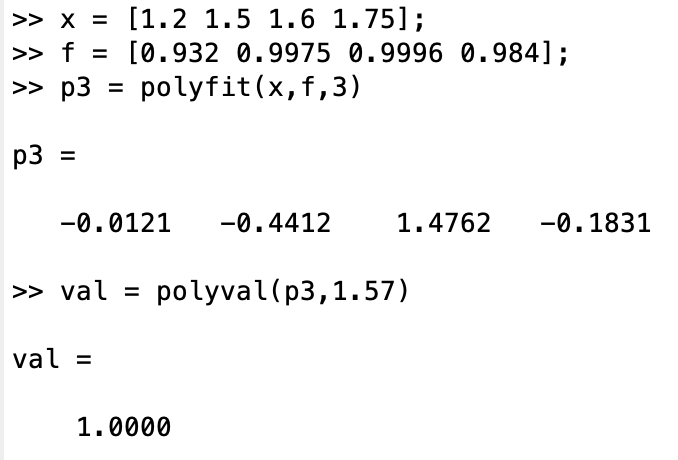 >> x = [1.2 1.5 1.6 1.75];
>> f = [0.932 0.9975 0.9996 0.984];
>> p3 = polyfit(x,f,3)
p3 =
-0.0121 -0.4412 1.4762 -0.1831
>> val = polyval(p3,1.57)
val =
1.0000